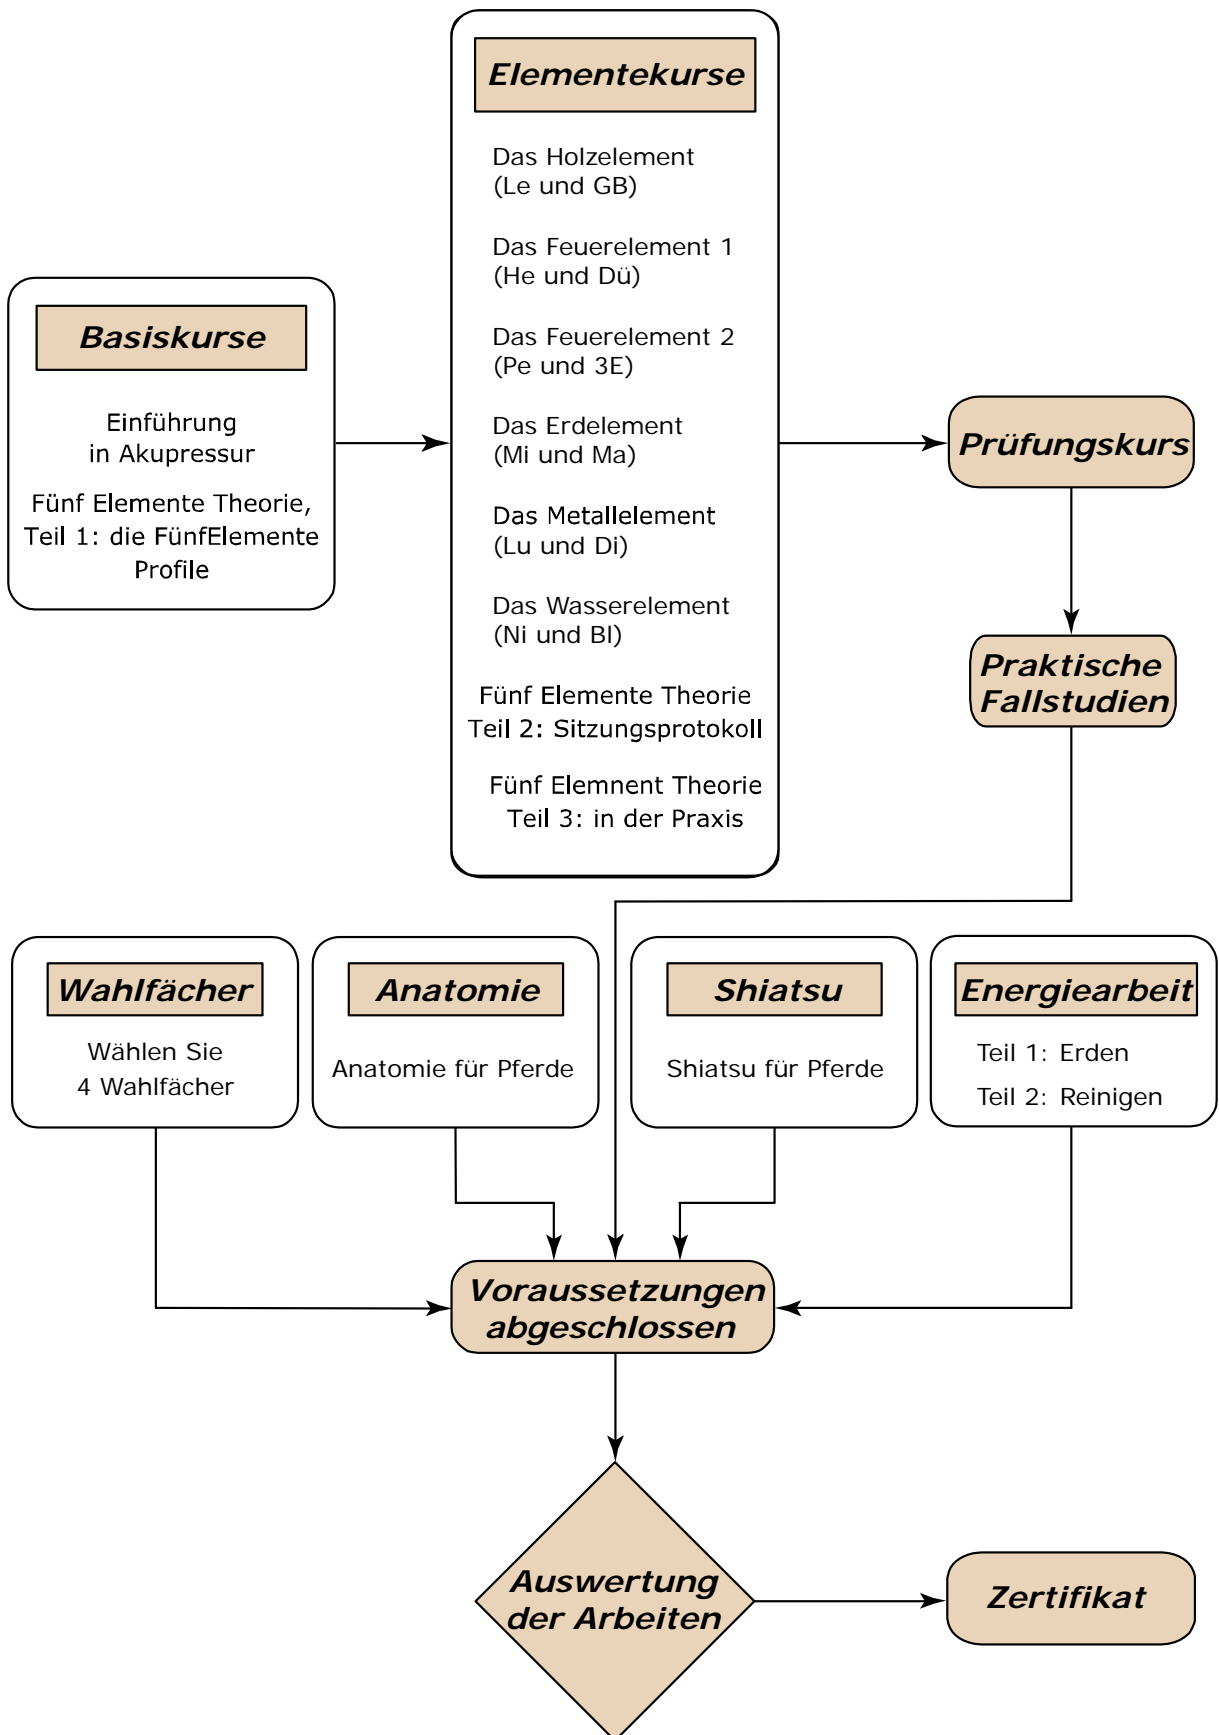 Basiskurse
Einführung
in Akupressur
Fünf Elemente Theorie,
Teil 1: die FünfElemente
Profile
Elementekurse
Das Holzelement
(Le und GB)
Das Feuerelement 1
(He und Dü)
Das Feuerelement 2
(Pe und 3E)
Das Erdelement
(Mi und Ma)
Das Metallelement
(Lu und Di)
Das Wasserelement
(Ni und Bl)
Fünf Elemente Theorie
Teil 2: Sitzungsprotokoll
Fünf Elemnent Theorie
Teil 3: in der Praxis
Prüfungskurs
Praktische
Fallstudien
Wahlfächer
Wählen Sie
4 Wahlfächer
Anatomie
Anatomie für Pferde
Shiatsu
Shiatsu für Pferde
Energiearbeit
Teil 1: Erden
Teil 2: Reinigen
Voraussetzungen
abgeschlossen
Auswertung
der Arbeiten
Zertifikat